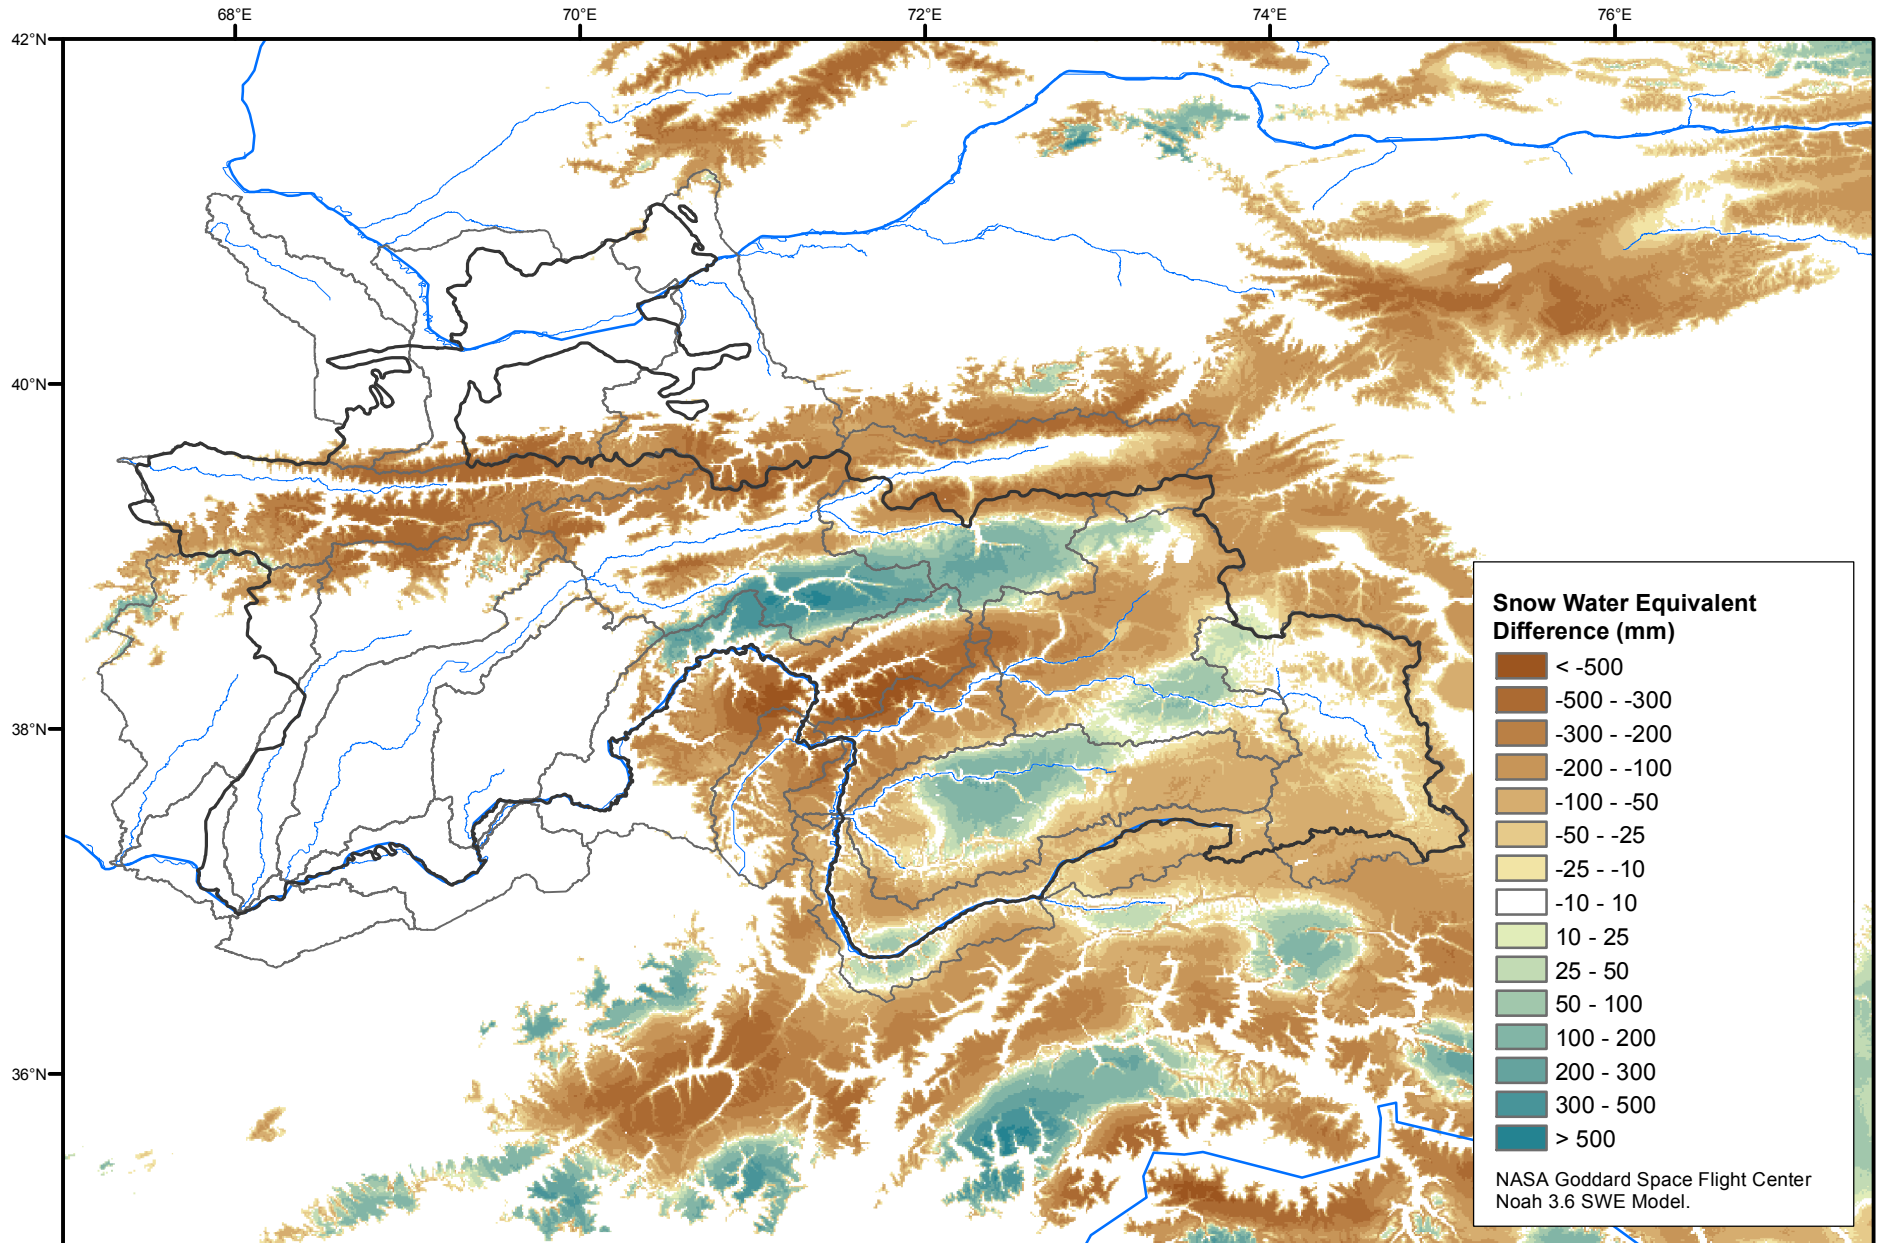 68°E 70°E 72°E 74°E 76°E
42°N
40°N
38°N
36°N
Snow Water Equivalent
Difference (mm)
< -500
-500 - -300
-300 - -200
-200 - -100
-100 - -50
-50 - -25
-25 - -10
-10 - 10
10 - 25
25 - 50
50 - 100
100 - 200
200 - 300
300 - 500
> 500
NASA Goddard Space Flight Center
Noah 3.6 SWE Model.